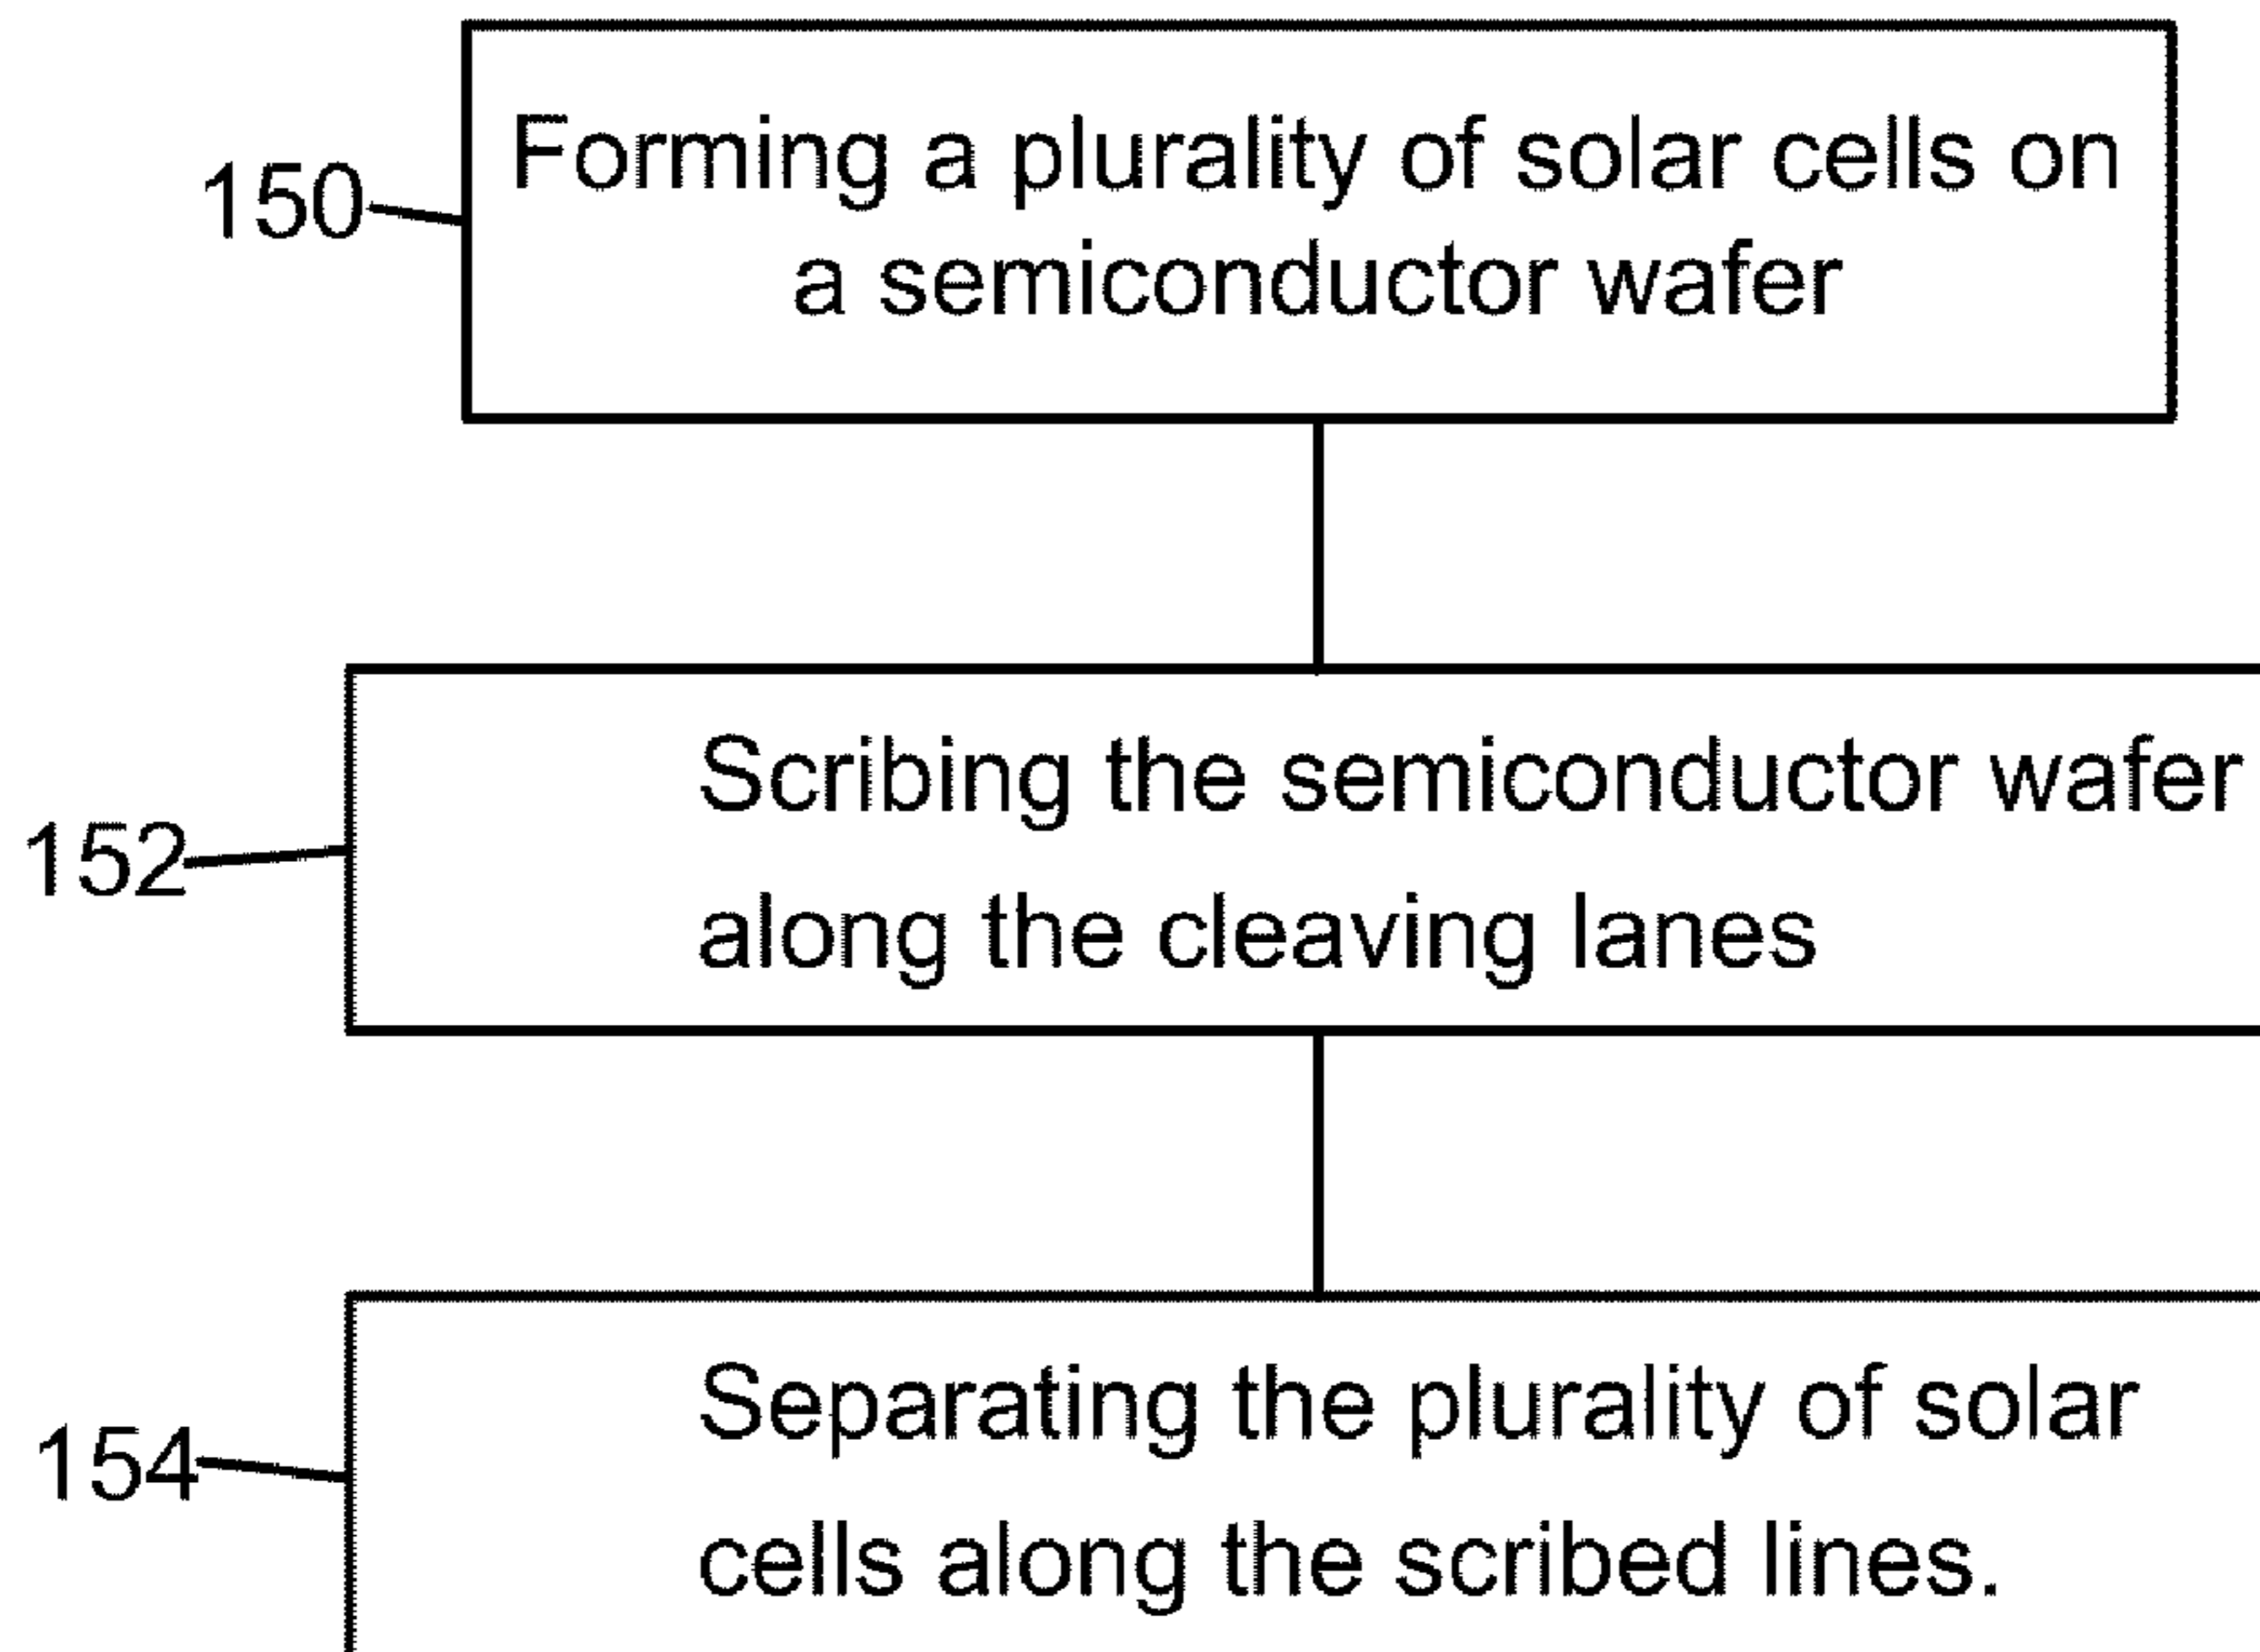 150
Forming a plurality of solar cells on
a semiconductor wafer
152
Scribing the semiconductor wafer
along the cleaving lanes
154
Separating the plurality of solar
cells along the scribed lines.